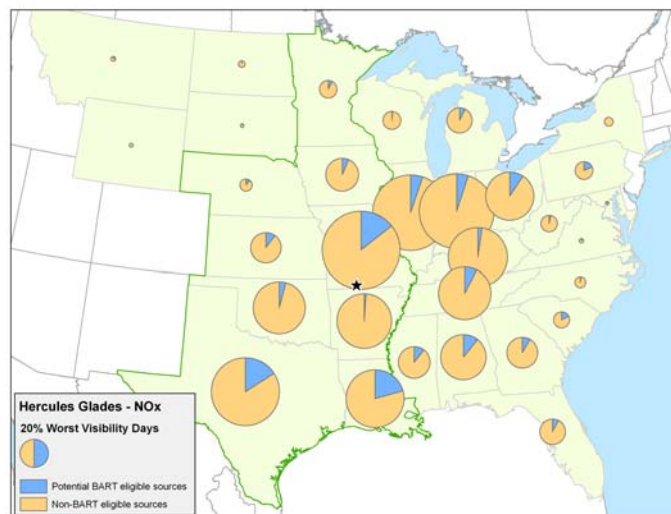 Hercules Glades - NOx
20% Worst Visibility Days
Potential BART eligible sources
Non-BART eligible sources